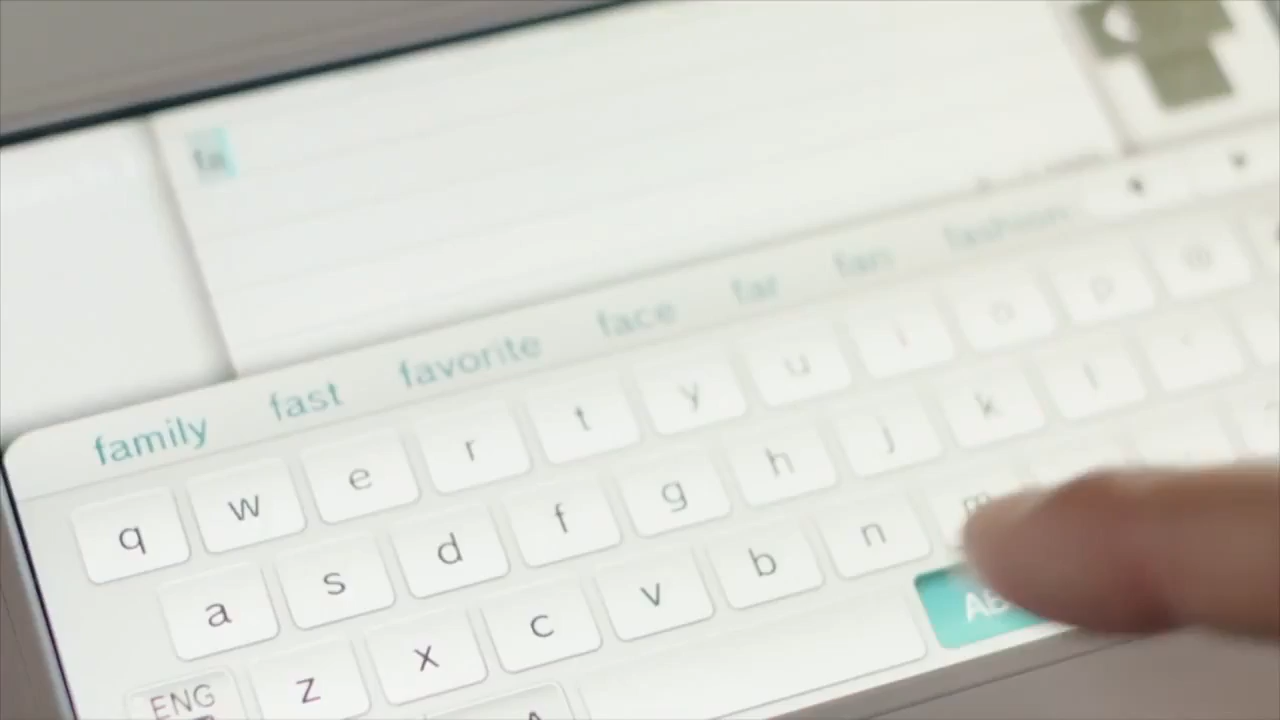 fa
family fast favorite face far fan fashion
q w e r t y u i o p @
a s d f g h j k l '
ENG z x c v b n m